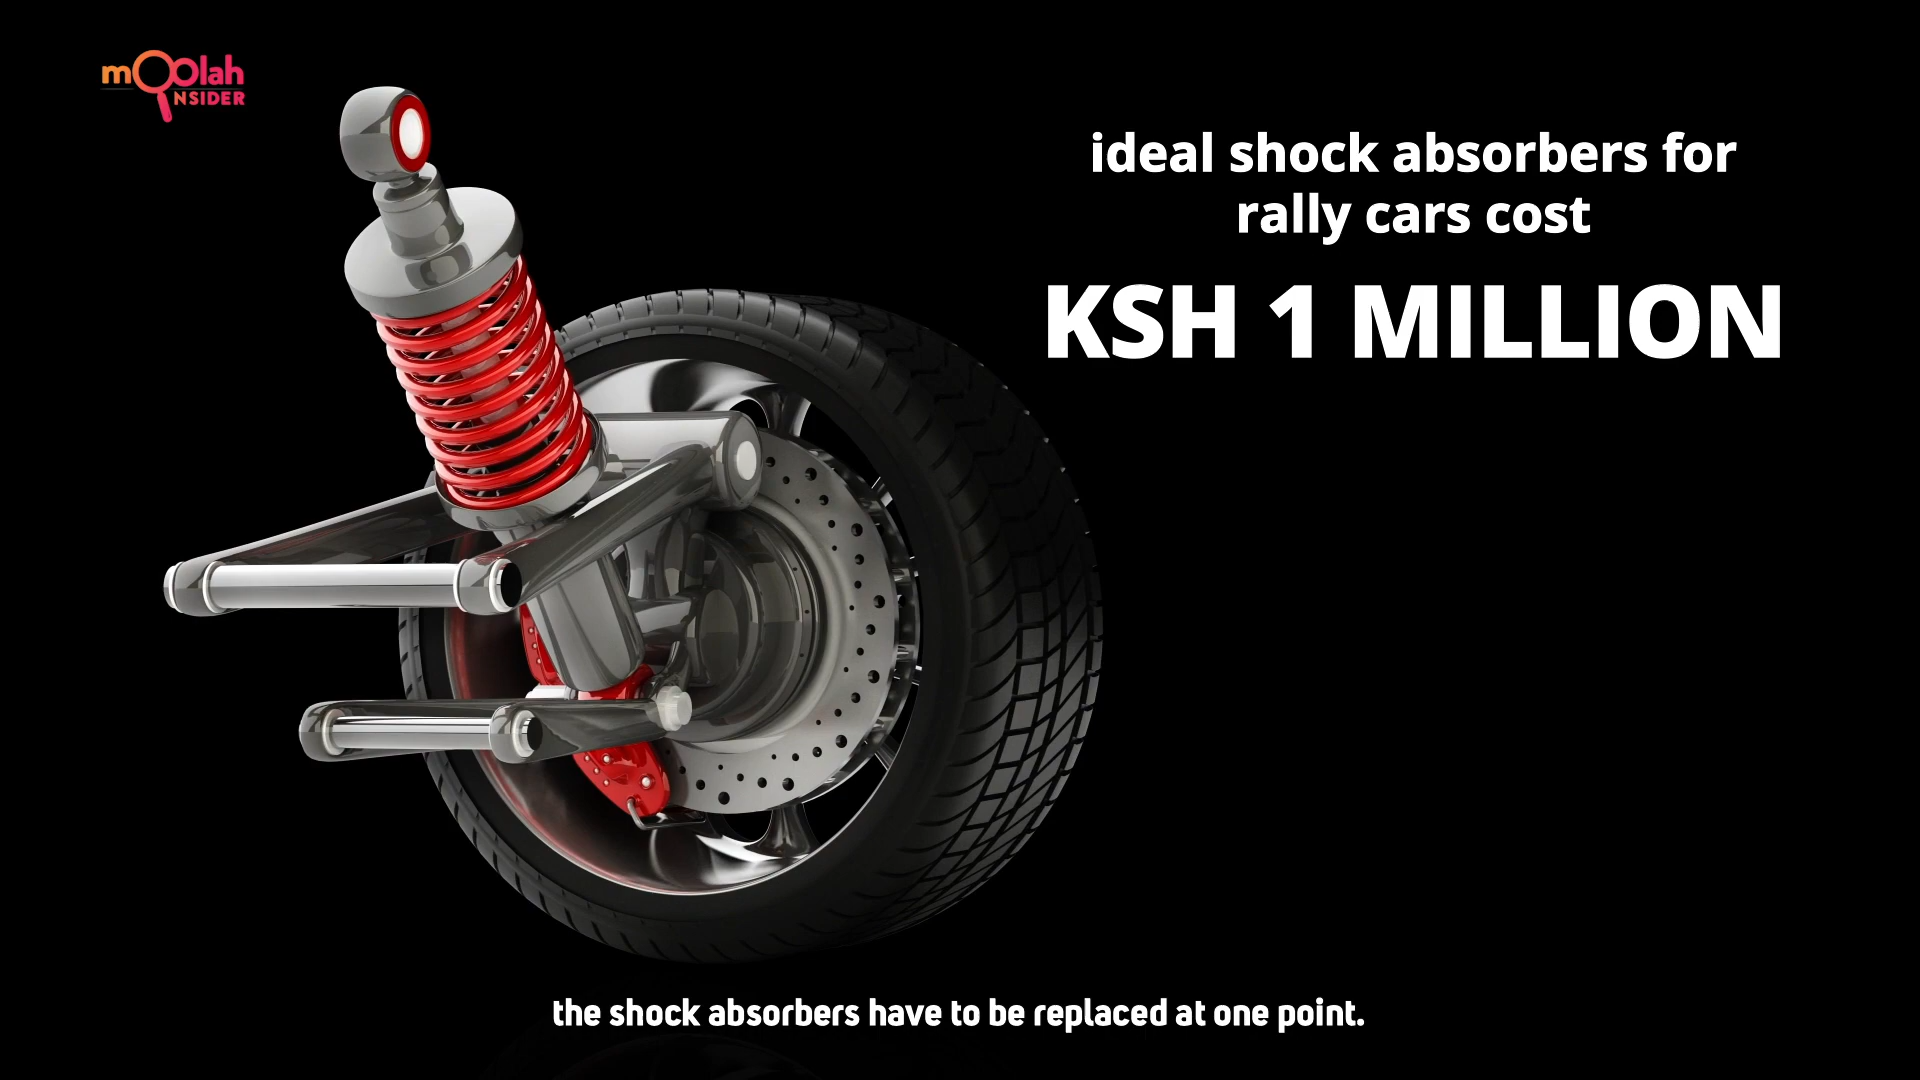 mOolah
INSIDER
ideal shock absorbers for
rally cars cost
KSH 1 MILLION
the shock absorbers have to be replaced at one point.